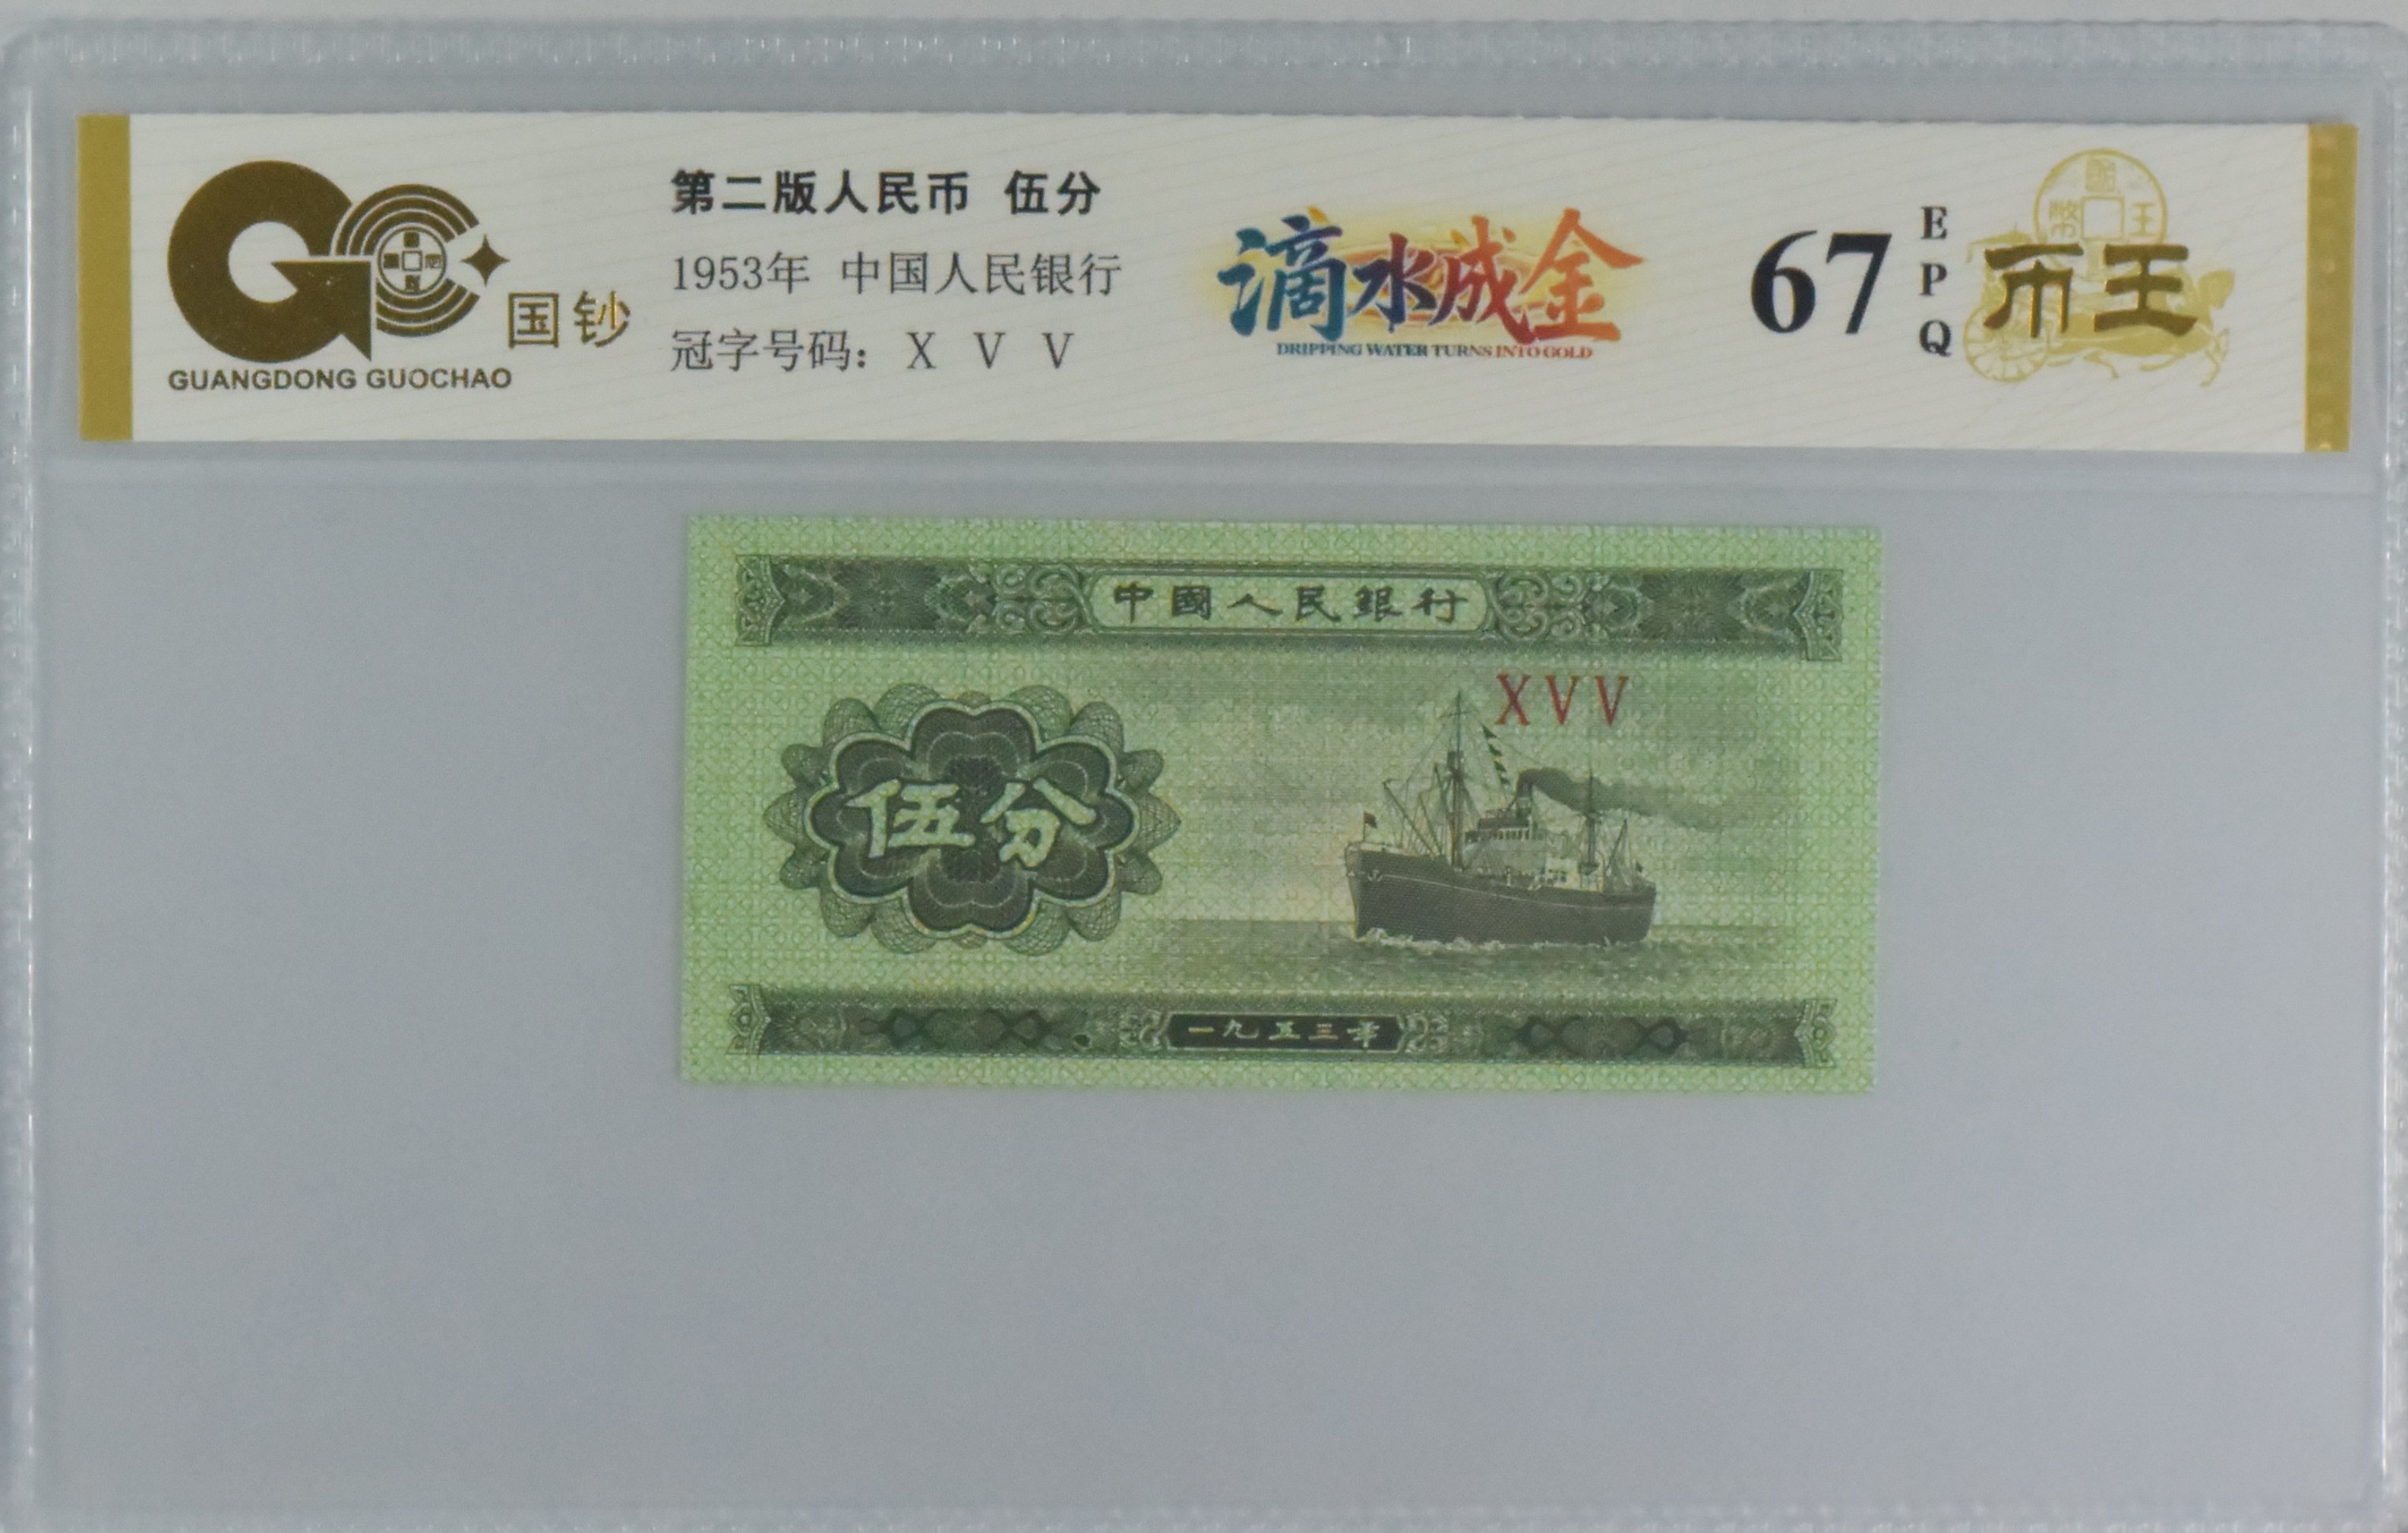 国钞
GUANGDONG GUOCHAO
第二版人民币 伍分
1953年 中国人民银行
冠字号码： X V V
滴水成金
DRIPPING WATER TURNS INTO GOLD
67
EPQ
币王
中國人民銀行
XVV
伍分
一九五三年